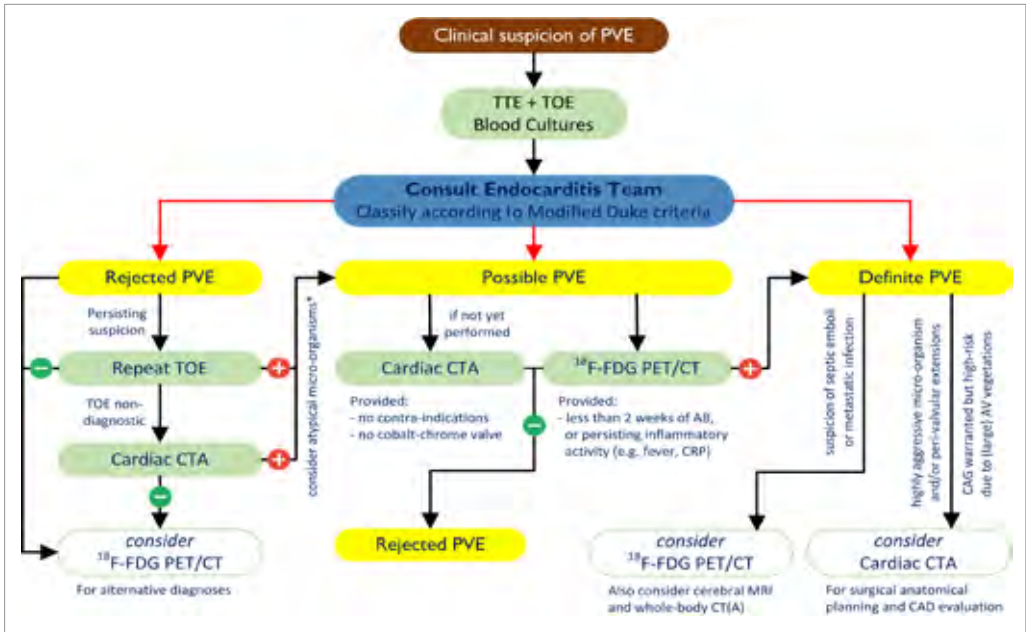 Clinical suspicion of PVE
TTE + TOE
Blood Cultures
Consult Endocarditis Team
Classify according to Modified Duke criteria
Rejected PVE
Possible PVE
Definite PVE
Persisting
suspicion
Repeat TOE
TOE non-
diagnostic
Cardiac CTA
consider
¹⁸F-FDG PET/CT
For alternative diagnoses
consider atypical micro-organisms*
if not yet
performed
Cardiac CTA
Provided:
- no contra-indications
- no cobalt-chrome valve
¹⁸F-FDG PET/CT
Provided:
- less than 2 weeks of AB,
or persisting inflammatory
activity (e.g. fever, CRP)
Rejected PVE
suspicion of septic emboli
or metastatic infection
highly aggressive micro-organism
and/or peri-valvular extensions
CAG warranted but high-risk
due to (large) AV vegetations
consider
¹⁸F-FDG PET/CT
Also consider cerebral MRI
and whole-body CT(A)
consider
Cardiac CTA
For surgical anatomical
planning and CAD evaluation